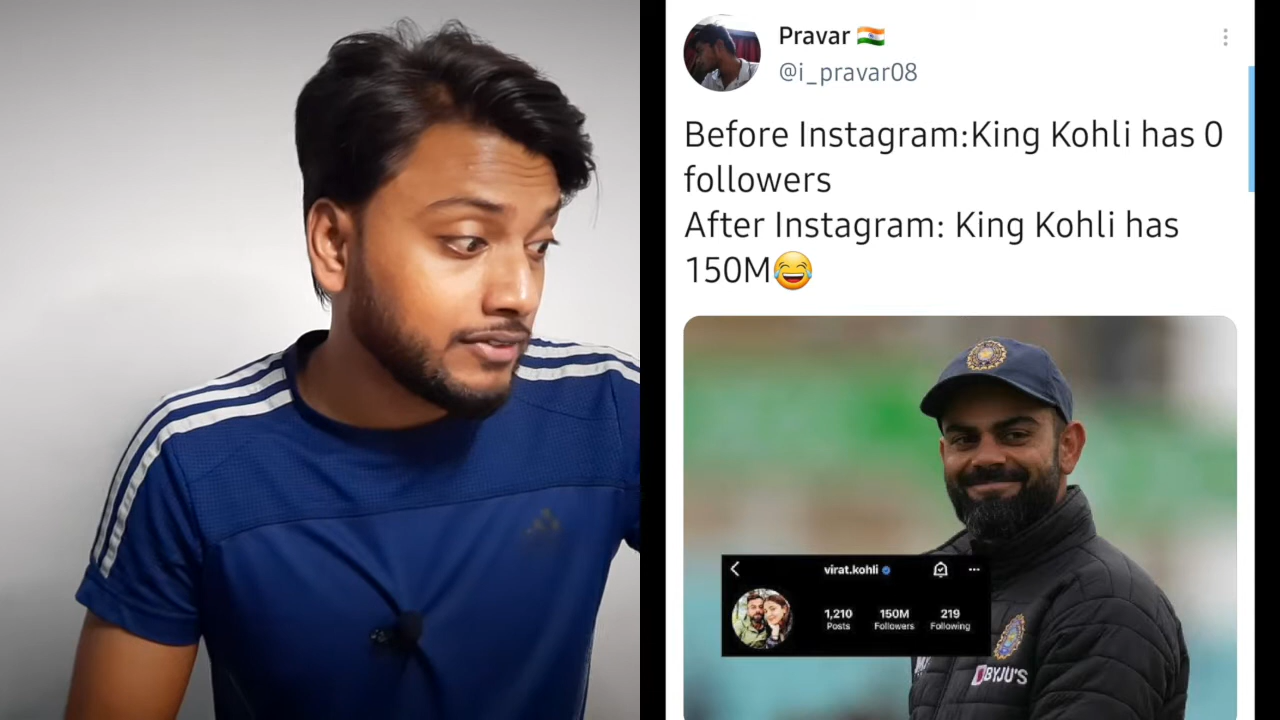 Pravar 🇮🇳
@i_pravar08
Before Instagram:King Kohli has 0
followers
After Instagram: King Kohli has
150M😂
virat.kohli
1,210 150M 219
Posts Followers Following
BYJU'S